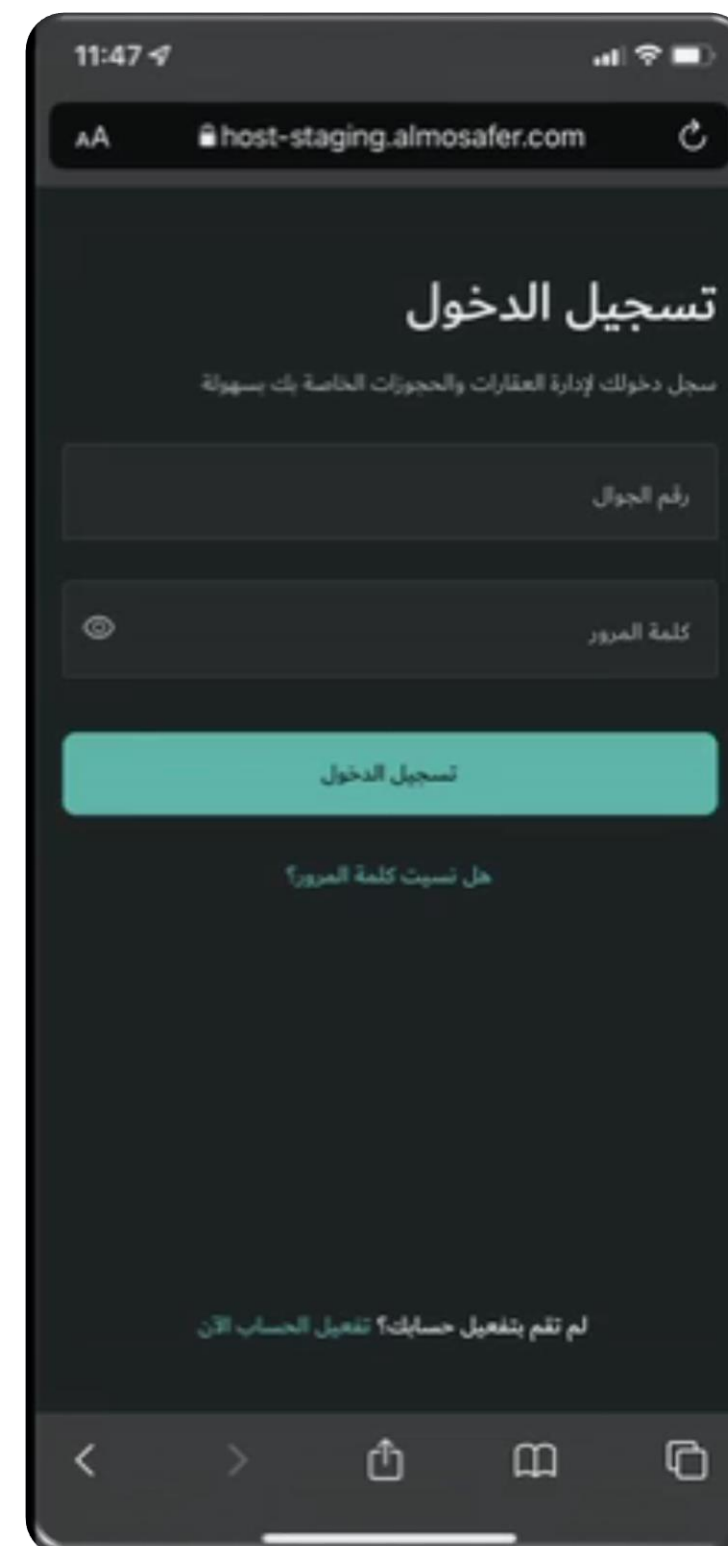 11:47
AA host-staging.almosafer.com
تسجيل الدخول
سجل دخولك لإدارة العقارات والحجوزات الخاصة بك بسهولة
رقم الجوال
كلمة المرور
تسجيل الدخول
هل نسيت كلمة المرور؟
لم تقم بتفعيل حسابك؟ تفعيل الحساب الآن